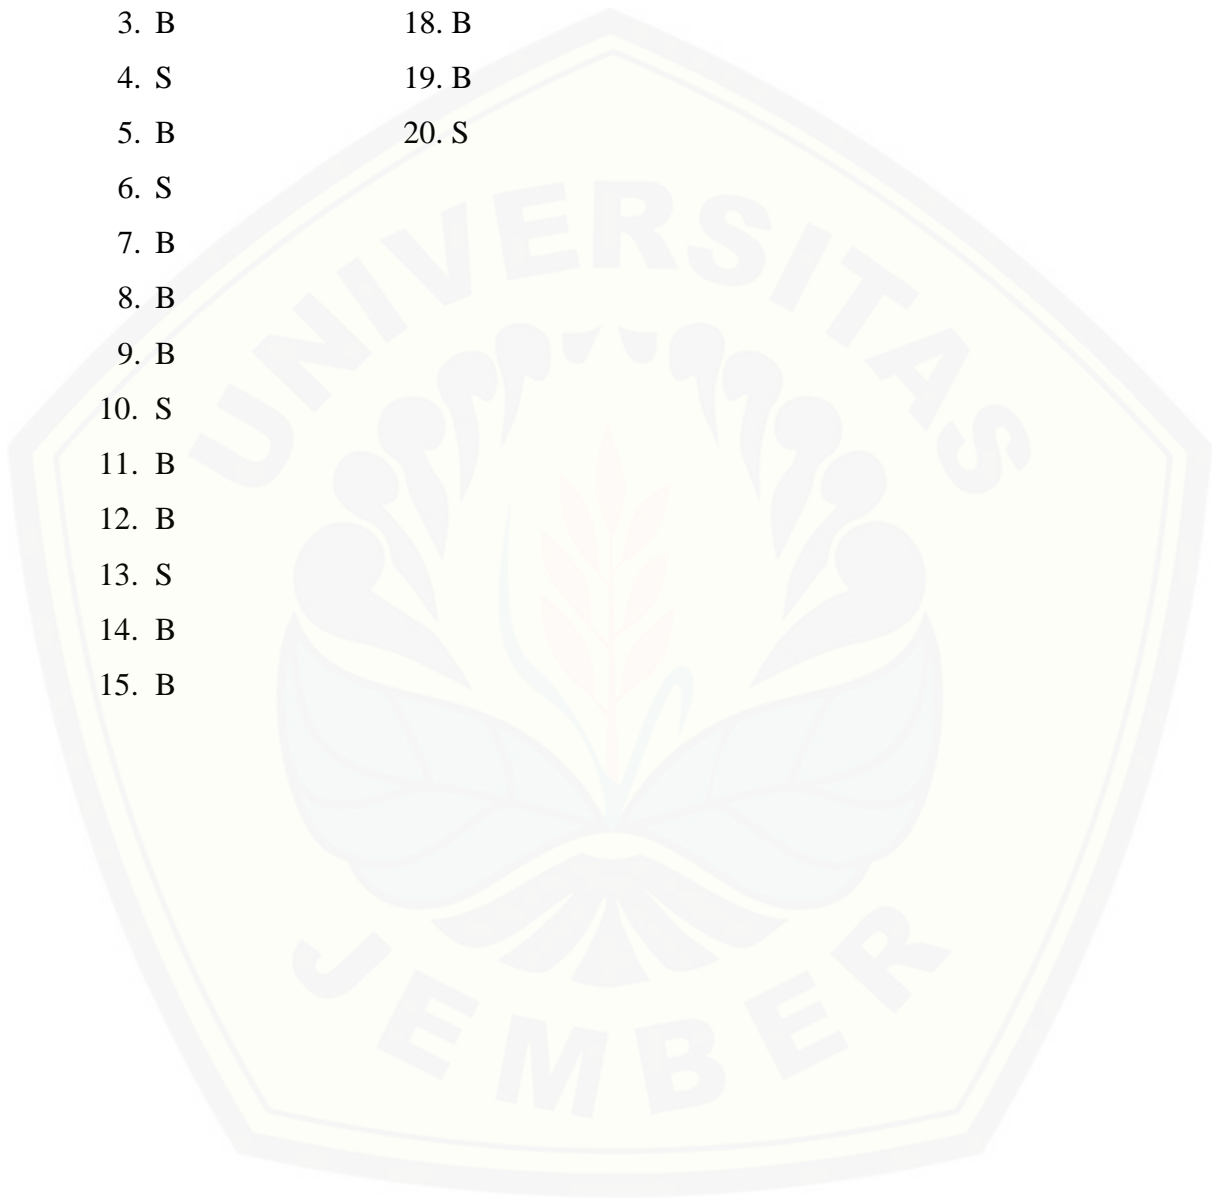 3. B
4. S
5. B
6. S
7. B
8. B
9. B
10. S
11. B
12. B
13. S
14. B
15. B
18. B
19. B
20. S
UNIVERSITAS
JEMBER